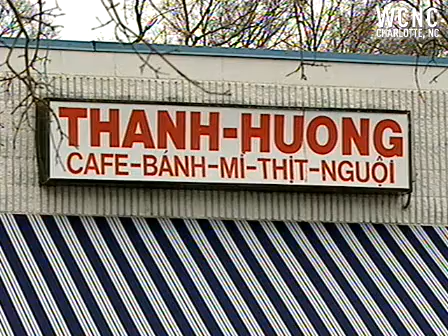 WCNC
CHARLOTTE, NC
THANH-HUONG
CAFE-BÁNH-MÌ-THỊT-NGUỘI